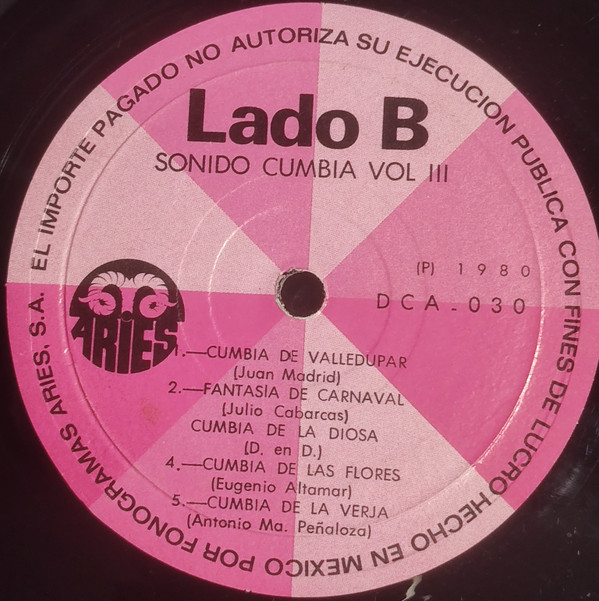 EL IMPORTE PAGADO NO AUTORIZA SU EJECUCION PUBLICA CON FINES DE LUCRO HECHO EN MEXICO POR FONOGRAMAS ARIES, S.A.
Lado B
SONIDO CUMBIA VOL III
(P) 1980
DCA-030
ARIES
1.—CUMBIA DE VALLEDUPAR
(Juan Madrid)
2.—FANTASIA DE CARNAVAL
(Julio Cabarcas)
CUMBIA DE LA DIOSA
(D. en D.)
4.—CUMBIA DE LAS FLORES
(Eugenio Altamar)
5.—CUMBIA DE LA VERJA
(Antonio Ma. Peñaloza)